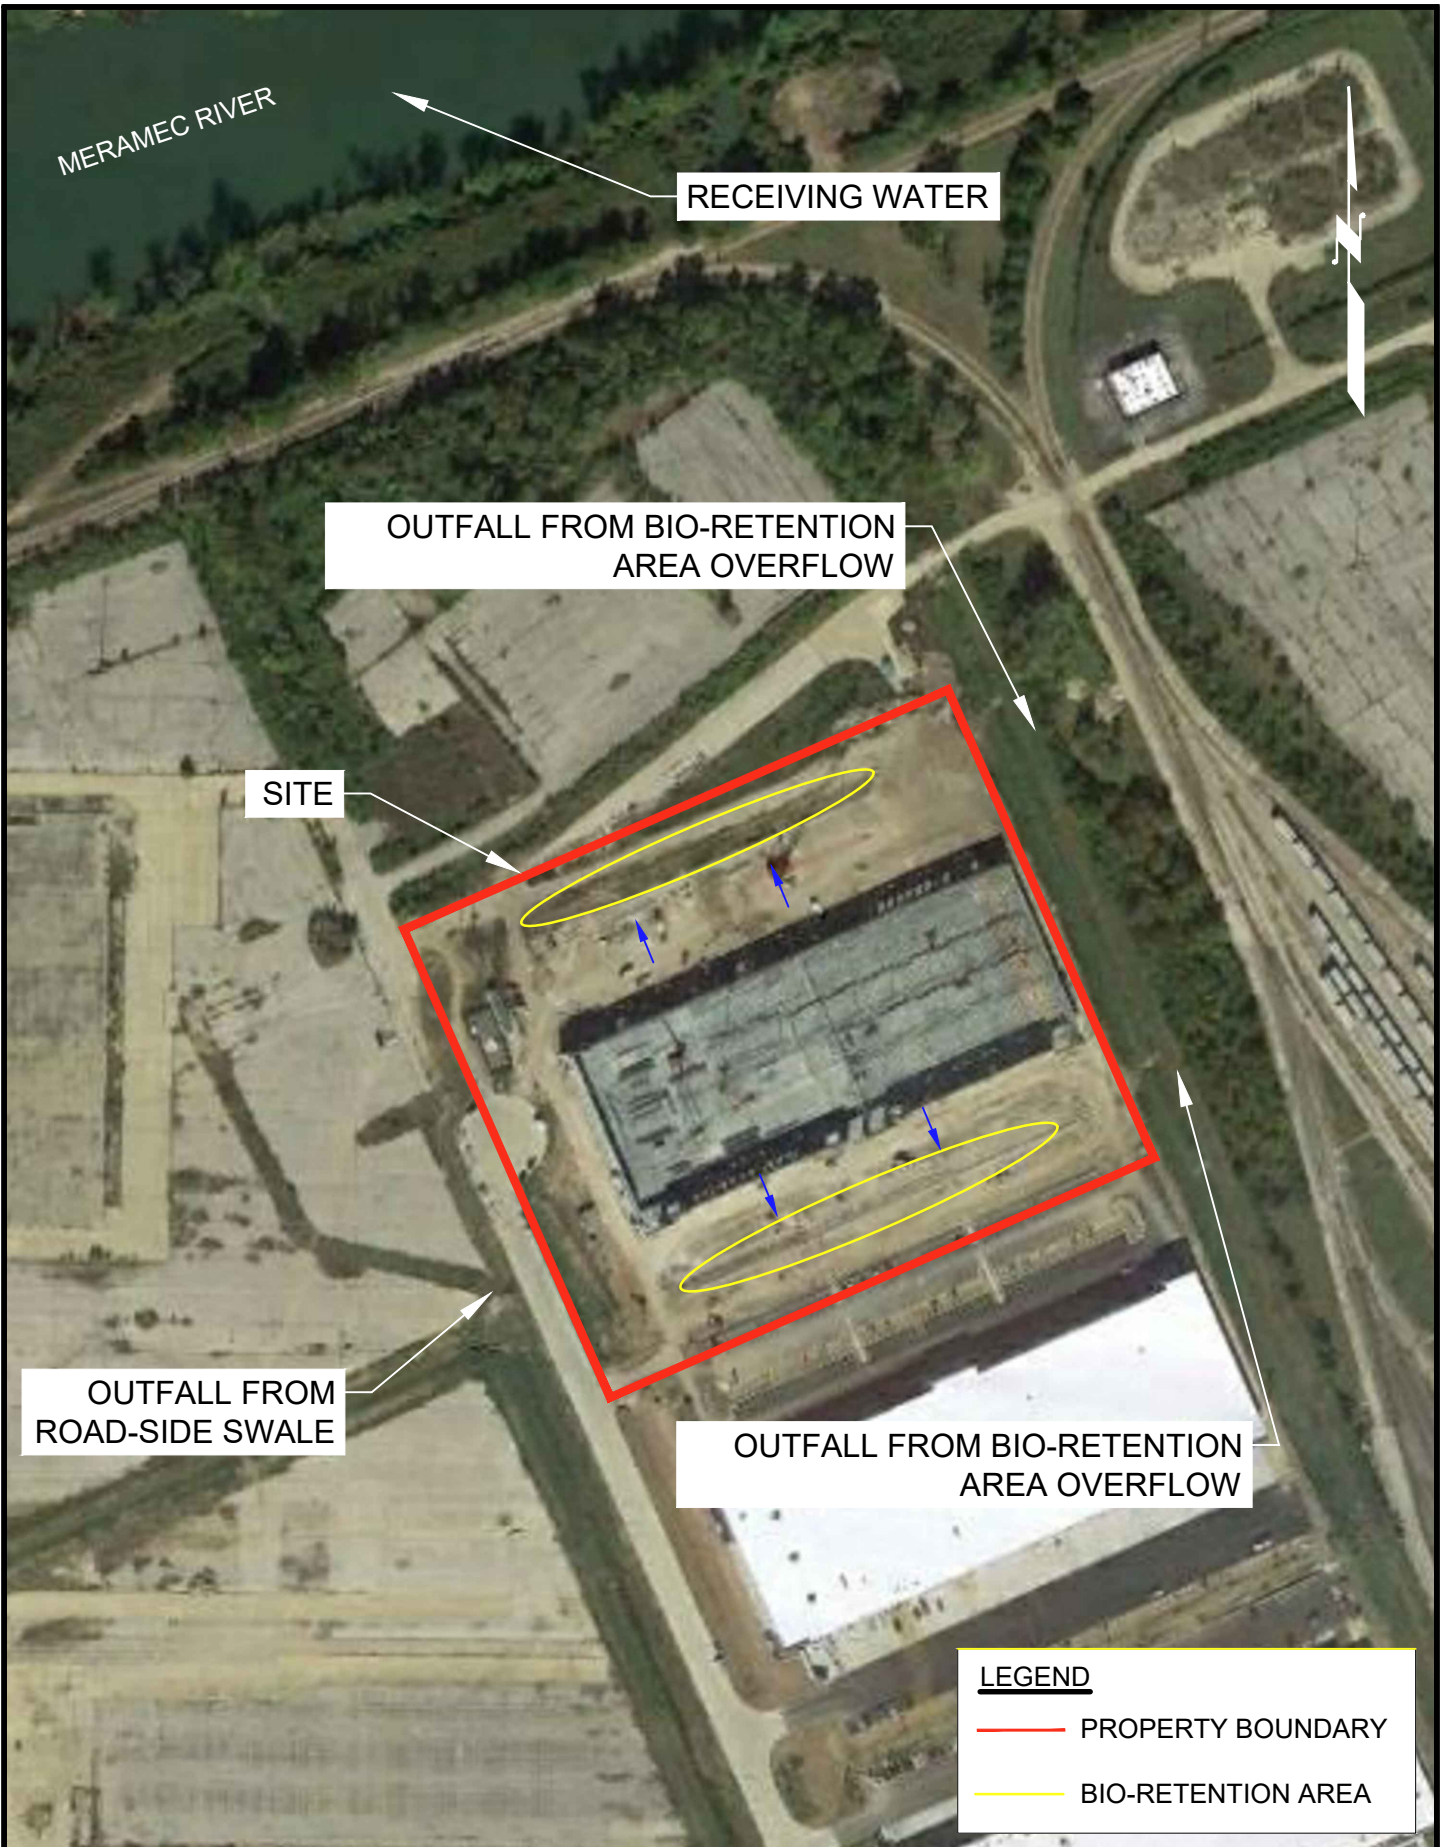 MERAMEC RIVER
RECEIVING WATER
N
OUTFALL FROM BIO-RETENTION
AREA OVERFLOW
SITE
OUTFALL FROM
ROAD-SIDE SWALE
OUTFALL FROM BIO-RETENTION
AREA OVERFLOW
LEGEND
PROPERTY BOUNDARY
BIO-RETENTION AREA